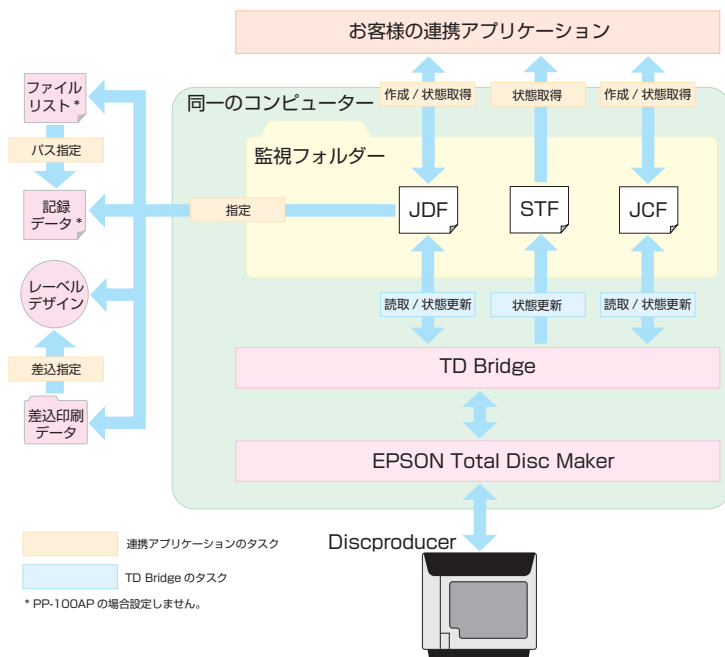 お客様の連携アプリケーション
ファイル
リスト*
パス指定
記録
データ*
レーベル
デザイン
差込指定
差込印刷
データ
同一のコンピューター
作成 / 状態取得
状態取得
作成 / 状態取得
監視フォルダー
指定
JDF
STF
JCF
読取 / 状態更新
状態更新
読取 / 状態更新
TD Bridge
EPSON Total Disc Maker
Discproducer
連携アプリケーションのタスク
TD Bridge のタスク
* PP-100AP の場合設定しません。